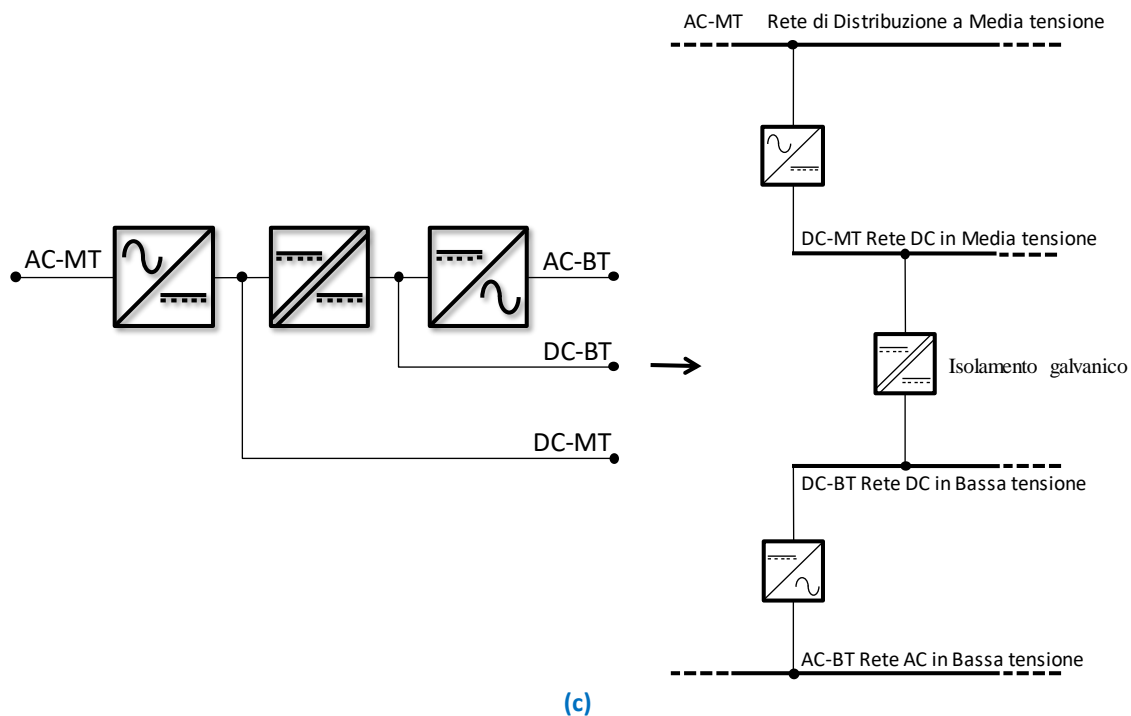 AC-MT Rete di Distribuzione a Media tensione
AC-MT
AC-BT
DC-BT
DC-MT
DC-MT Rete DC in Media tensione
Isolamento galvanico
DC-BT Rete DC in Bassa tensione
AC-BT Rete AC in Bassa tensione
(c)